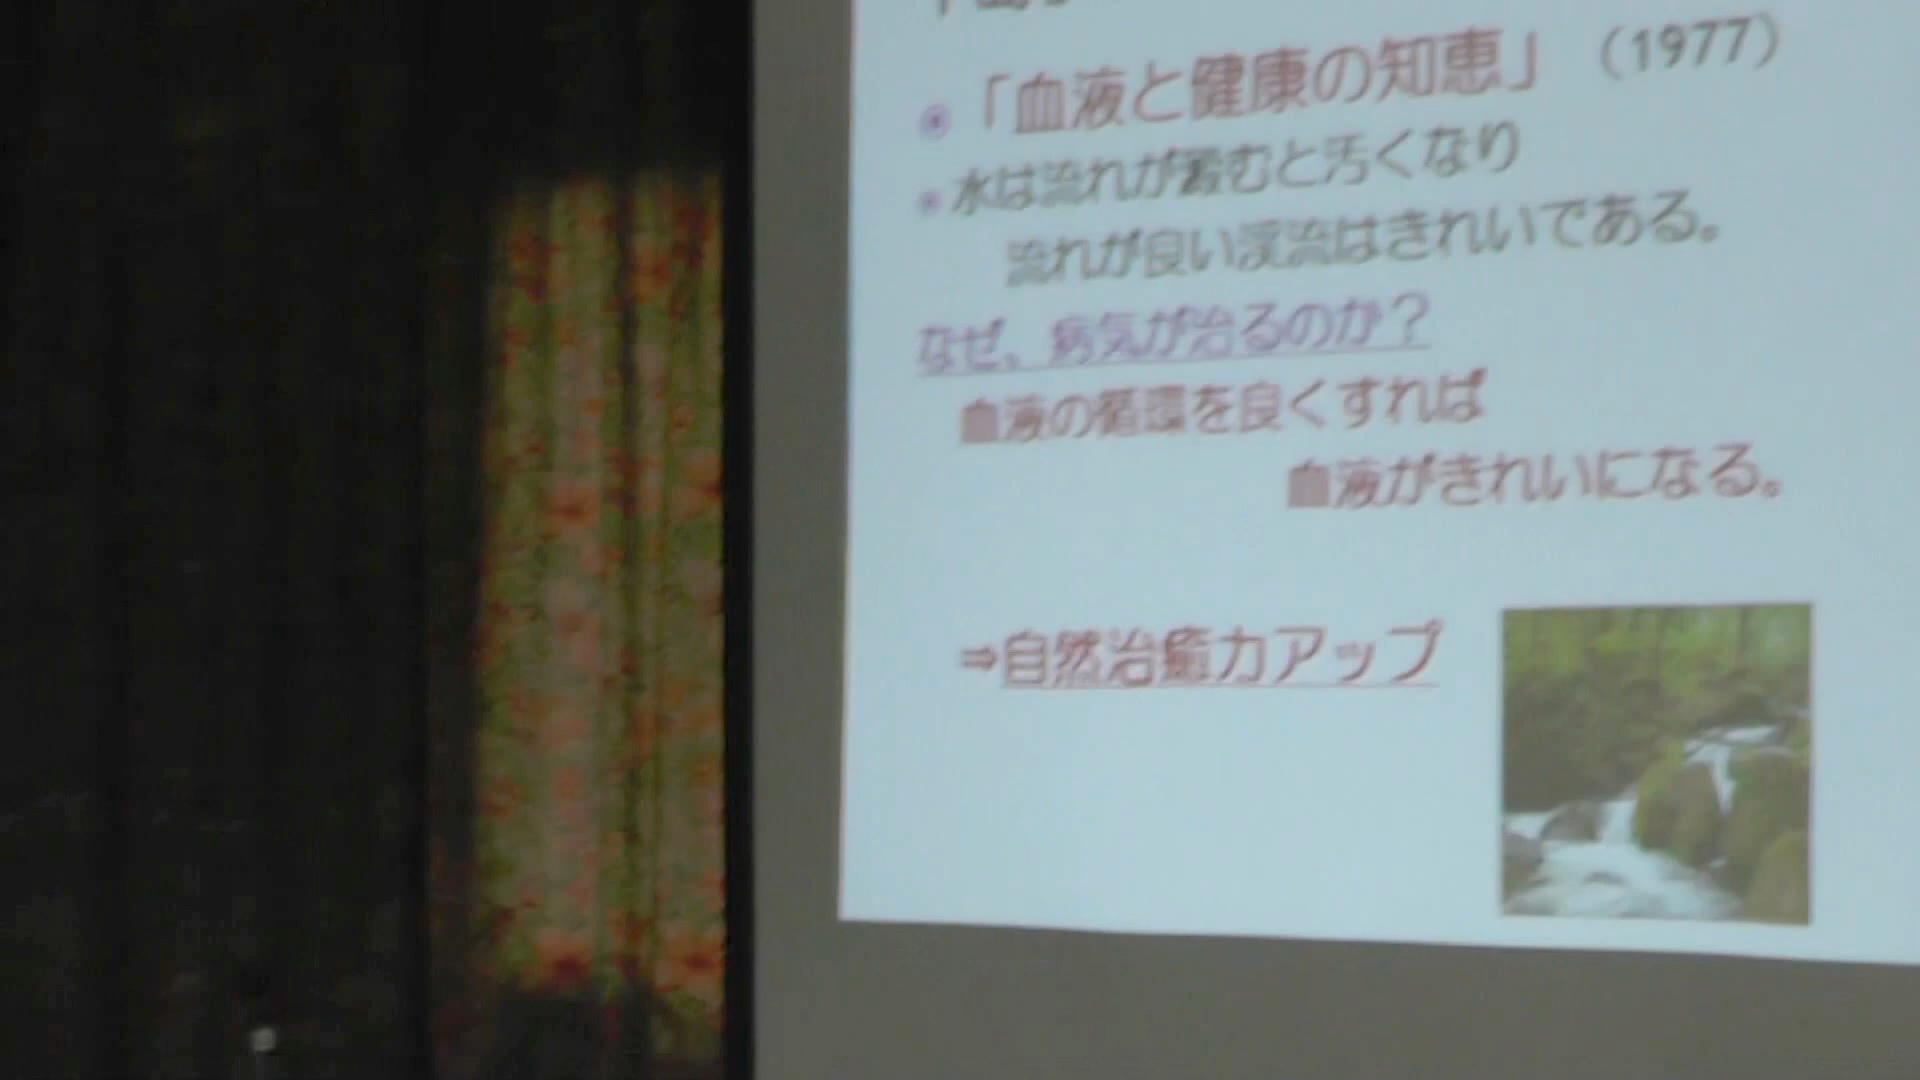 「血液と健康の知恵」（1977）
水は流れが緩むと汚くなり
流れが良い渓流はきれいである。
なぜ、病気が治るのか？
血液の循環を良くすれば
血液がきれいになる。
⇒自然治癒力アップ